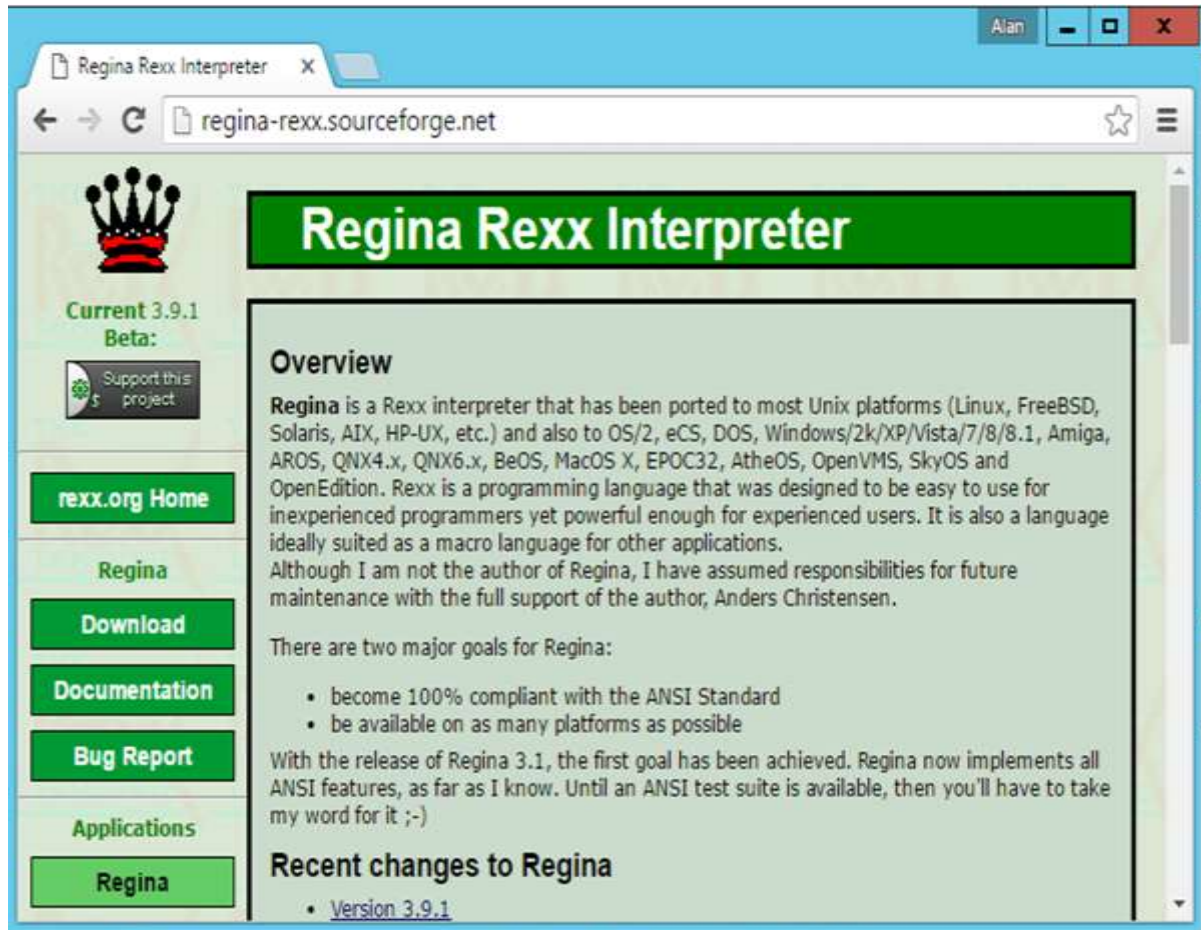 Alan
Regina Rexx Interpreter
regina-rexx.sourceforge.net
Current 3.9.1
Beta:
Support this
$ project
rexx.org Home
Regina
Download
Documentation
Bug Report
Applications
Regina
Regina Rexx Interpreter
Overview
Regina is a Rexx interpreter that has been ported to most Unix platforms (Linux, FreeBSD,
Solaris, AIX, HP-UX, etc.) and also to OS/2, eCS, DOS, Windows/2k/XP/Vista/7/8/8.1, Amiga,
AROS, QNX4.x, QNX6.x, BeOS, MacOS X, EPOC32, AtheOS, OpenVMS, SkyOS and
OpenEdition. Rexx is a programming language that was designed to be easy to use for
inexperienced programmers yet powerful enough for experienced users. It is also a language
ideally suited as a macro language for other applications.
Although I am not the author of Regina, I have assumed responsibilities for future
maintenance with the full support of the author, Anders Christensen.
There are two major goals for Regina:
• become 100% compliant with the ANSI Standard
• be available on as many platforms as possible
With the release of Regina 3.1, the first goal has been achieved. Regina now implements all
ANSI features, as far as I know. Until an ANSI test suite is available, then you'll have to take
my word for it ;-)
Recent changes to Regina
• Version 3.9.1